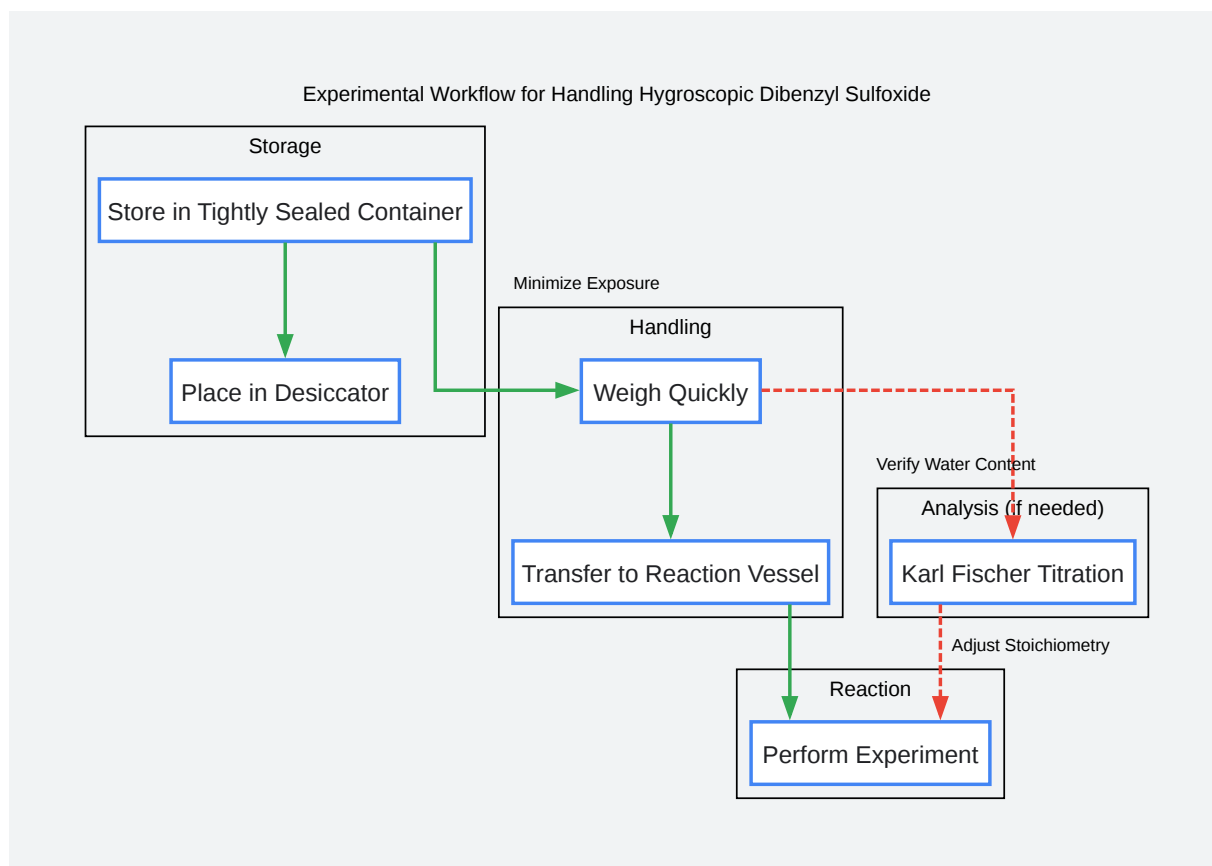 Experimental Workflow for Handling Hygroscopic Dibenzyl Sulfoxide
Storage
Store in Tightly Sealed Container
Place in Desiccator
Minimize Exposure
Handling
Weigh Quickly
Transfer to Reaction Vessel
Verify Water Content
Analysis (if needed)
Karl Fischer Titration
Adjust Stoichiometry
Reaction
Perform Experiment